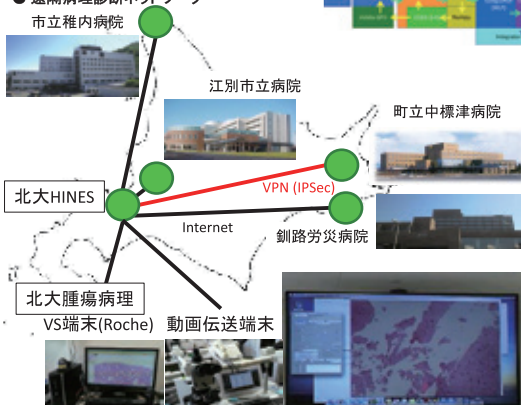 ● 遠隔病理診断ネットワーク
市立稚内病院
江別市立病院
町立中標津病院
北大HINES
VPN (IPSec)
Internet
釧路労災病院
北大腫瘍病理
VS端末(Roche)
動画伝送端末